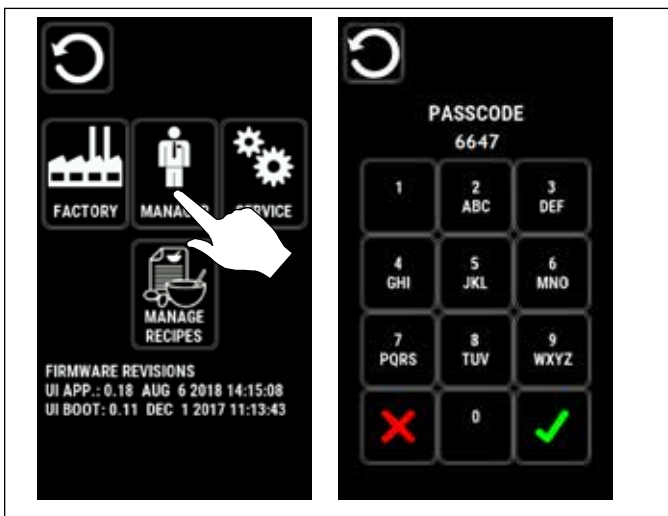 FACTORY
MANAGER
SERVICE
MANAGE
RECIPES
FIRMWARE REVISIONS
UI APP.: 0.18 AUG 6 2018 14:15:08
UI BOOT: 0.11 DEC 1 2017 11:13:43
PASSCODE
6647
1
2
3
ABC
DEF
4
5
6
GHI
JKL
MNO
7
8
9
PQRS
TUV
WXYZ
0